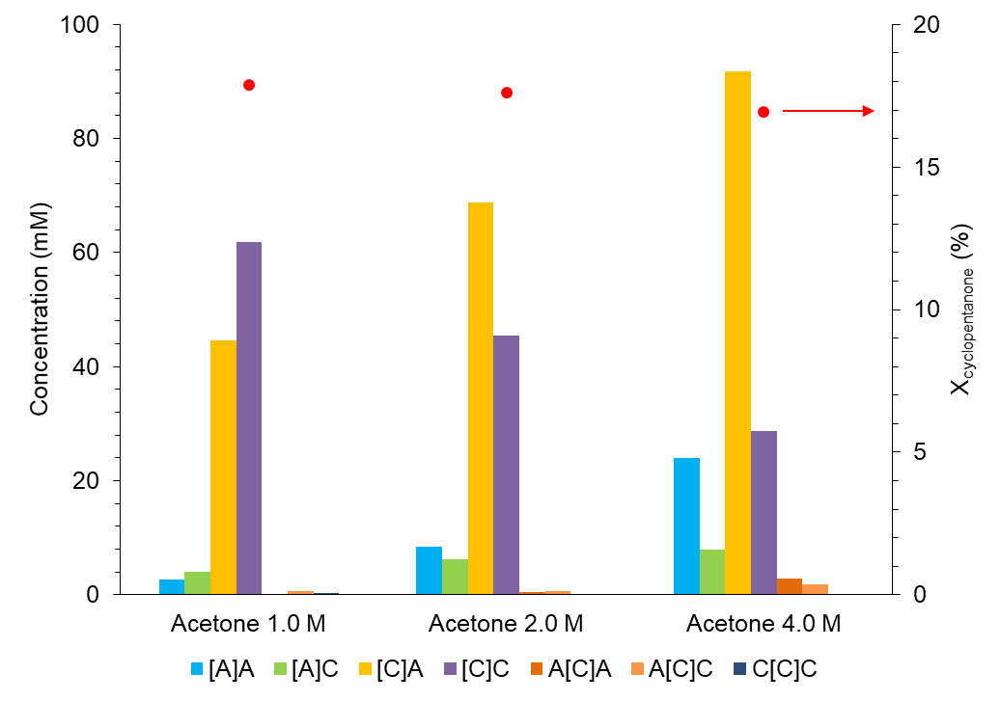 100
80
60
40
20
0
Concentration (mM)
20
15
10
5
0
Xcyclopentanone (%)
Acetone 1.0 M Acetone 2.0 M Acetone 4.0 M
[A]A [A]C [C]A [C]C A[C]A A[C]C C[C]C